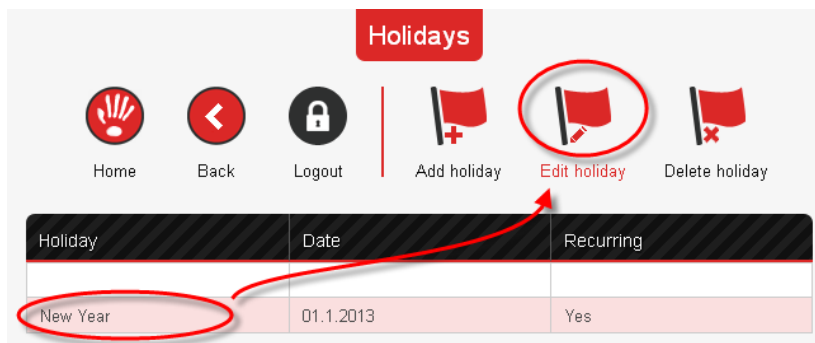 Holidays
Home Back Logout Add holiday Edit holiday Delete holiday
Holiday Date Recurring
New Year 01.1.2013 Yes